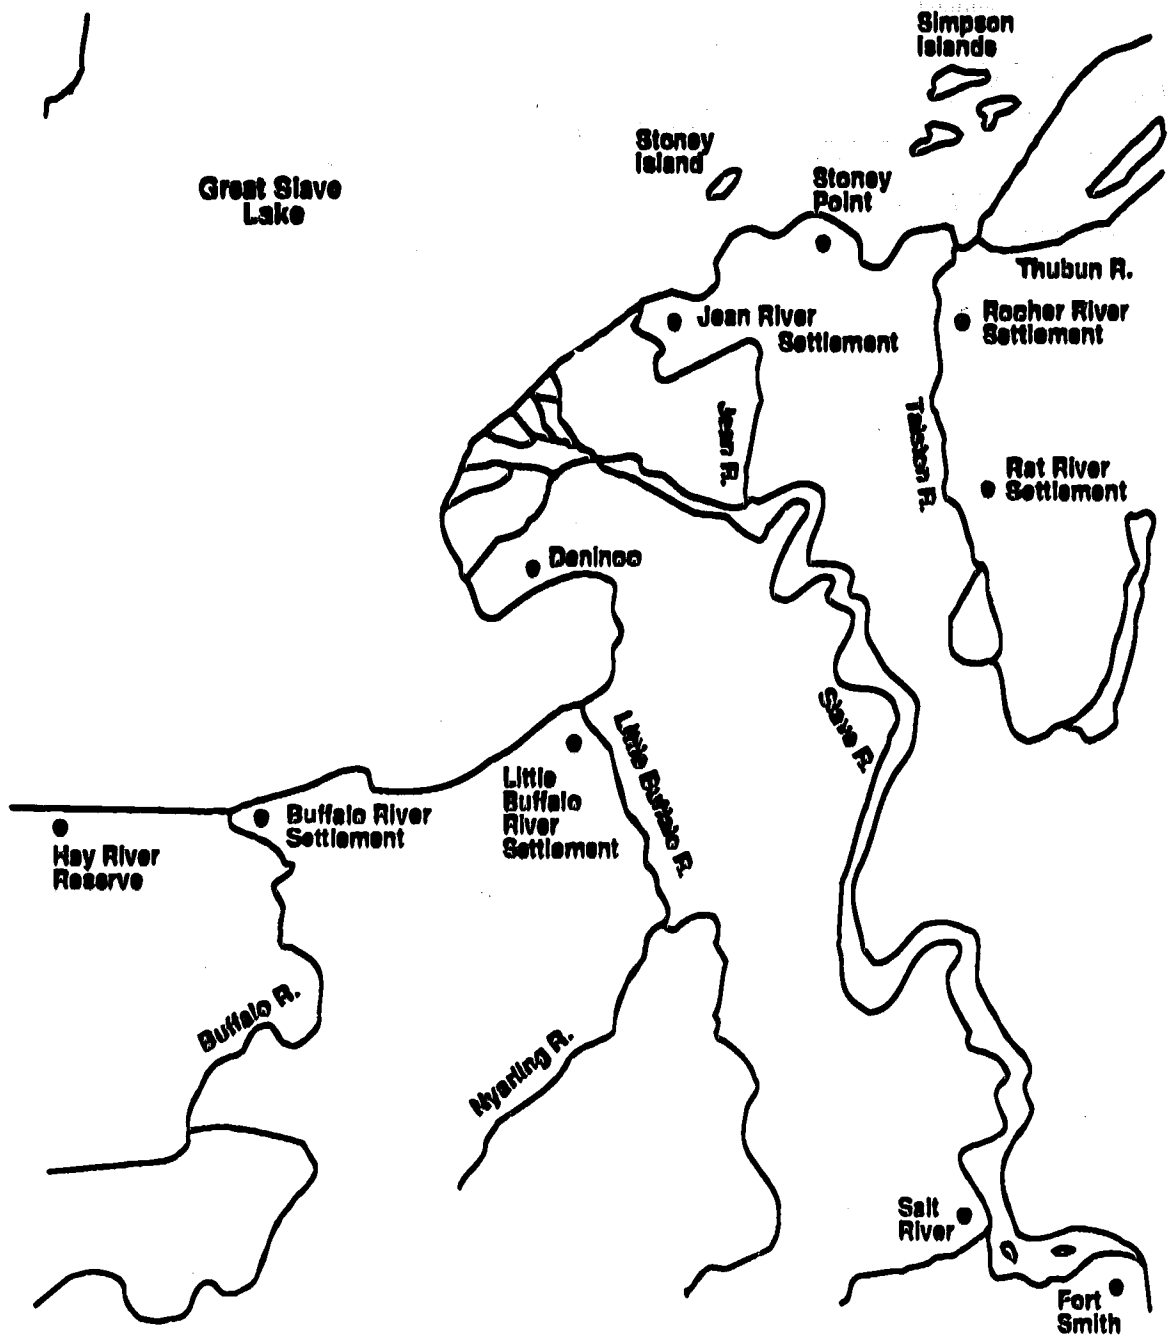 Simpson
Islands
Stoney
Island
Stoney
Point
Great Slave
Lake
Thubun R.
Jean River
Settlement
Rocher River
Settlement
Jean R.
Talston R.
Rat River
Settlement
Deninoo
Slave R.
Little Buffalo R.
Little
Buffalo
River
Settlement
Buffalo River
Settlement
Hay River
Reserve
Buffalo R.
Nyarling R.
Salt
River
Fort
Smith